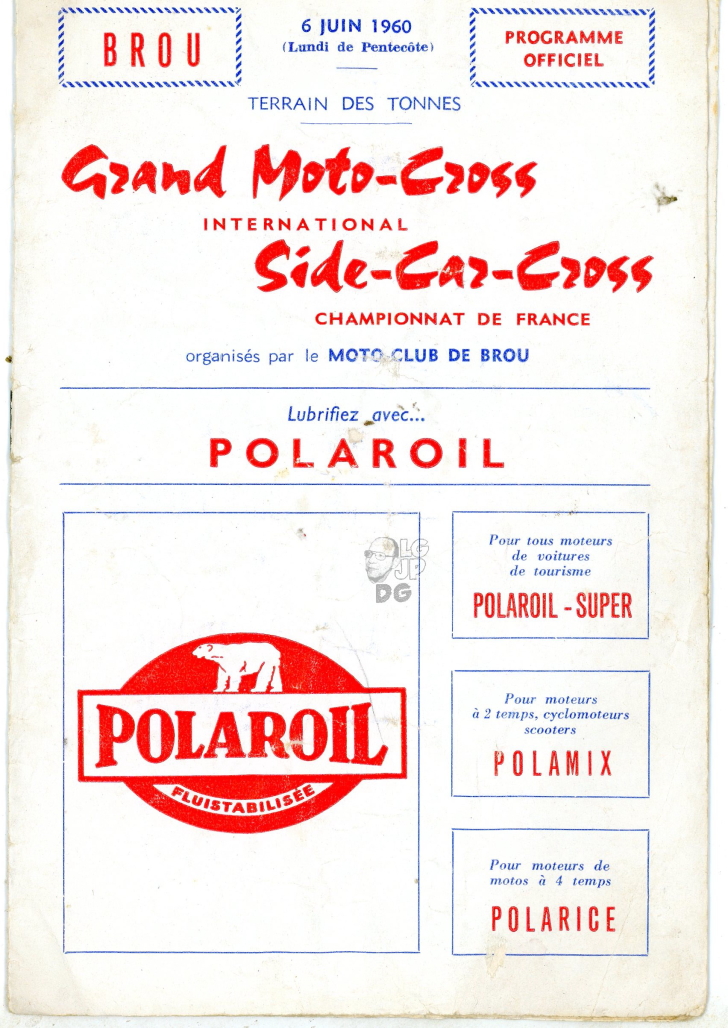 BROU
6 JUIN 1960
(Lundi de Pentecôte)
PROGRAMME
OFFICIEL
TERRAIN DES TONNES
Grand Moto-Cross
INTERNATIONAL
Side-Car-Cross
CHAMPIONNAT DE FRANCE
organisés par le MOTO-CLUB DE BROU
Lubrifiez avec...
POLAROIL
LG
JP
DG
POLAROIL
FLUISTABILISÉE
Pour tous moteurs
de voitures
de tourisme
POLAROIL - SUPER
Pour moteurs
à 2 temps, cyclomoteurs
scooters
POLAMIX
Pour moteurs de
motos à 4 temps
POLARICE